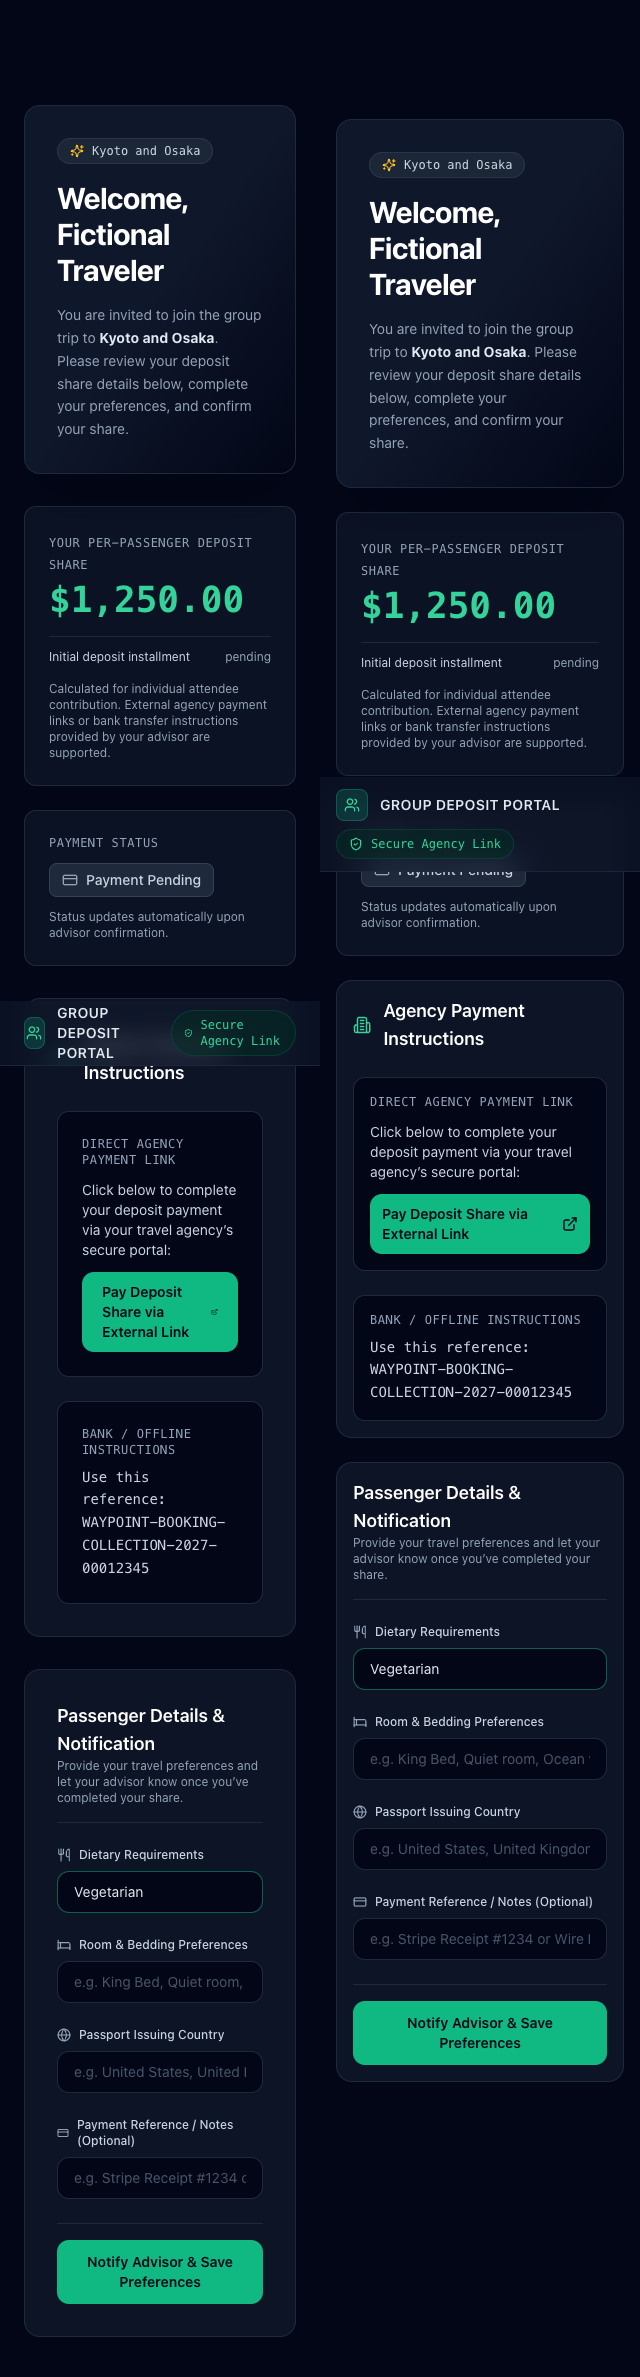 Kyoto and Osaka
Welcome,
Fictional
Traveler
You are invited to join the group
trip to Kyoto and Osaka.
Please review your deposit
share details below, complete
your preferences, and confirm
your share.
YOUR PER-PASSENGER DEPOSIT
SHARE
$1,250.00
Initial deposit installment
pending
Calculated for individual attendee
contribution. External agency payment
links or bank transfer instructions
provided by your advisor are
supported.
PAYMENT STATUS
Payment Pending
Status updates automatically upon
advisor confirmation.
GROUP
DEPOSIT
PORTAL
Secure
Agency Link
Instructions
DIRECT AGENCY
PAYMENT LINK
Click below to complete
your deposit payment
via your travel agency's
secure portal:
Pay Deposit
Share via
External Link
BANK / OFFLINE
INSTRUCTIONS
Use this
reference:
WAYPOINT-BOOKING-
COLLECTION-2027-
00012345
Passenger Details &
Notification
Provide your travel preferences and
let your advisor know once you've
completed your share.
Dietary Requirements
Vegetarian
Room & Bedding Preferences
e.g. King Bed, Quiet room,
Passport Issuing Country
e.g. United States, United
Payment Reference / Notes
(Optional)
e.g. Stripe Receipt #1234
Notify Advisor & Save
Preferences
Kyoto and Osaka
Welcome,
Fictional
Traveler
You are invited to join the group
trip to Kyoto and Osaka. Please
review your deposit share details
below, complete your
preferences, and confirm your
share.
YOUR PER-PASSENGER DEPOSIT
SHARE
$1,250.00
Initial deposit installment
pending
Calculated for individual attendee
contribution. External agency payment
links or bank transfer instructions
provided by your advisor are supported.
GROUP DEPOSIT PORTAL
Secure Agency Link
Payment Pending
Status updates automatically upon
advisor confirmation.
Agency Payment
Instructions
DIRECT AGENCY PAYMENT LINK
Click below to complete your
deposit payment via your travel
agency's secure portal:
Pay Deposit Share via
External Link
BANK / OFFLINE INSTRUCTIONS
Use this reference:
WAYPOINT-BOOKING-
COLLECTION-2027-00012345
Passenger Details &
Notification
Provide your travel preferences and let your
advisor know once you've completed your
share.
Dietary Requirements
Vegetarian
Room & Bedding Preferences
e.g. King Bed, Quiet room, Ocean
Passport Issuing Country
e.g. United States, United Kingdom
Payment Reference / Notes (Optional)
e.g. Stripe Receipt #1234 or Wire
Notify Advisor & Save
Preferences